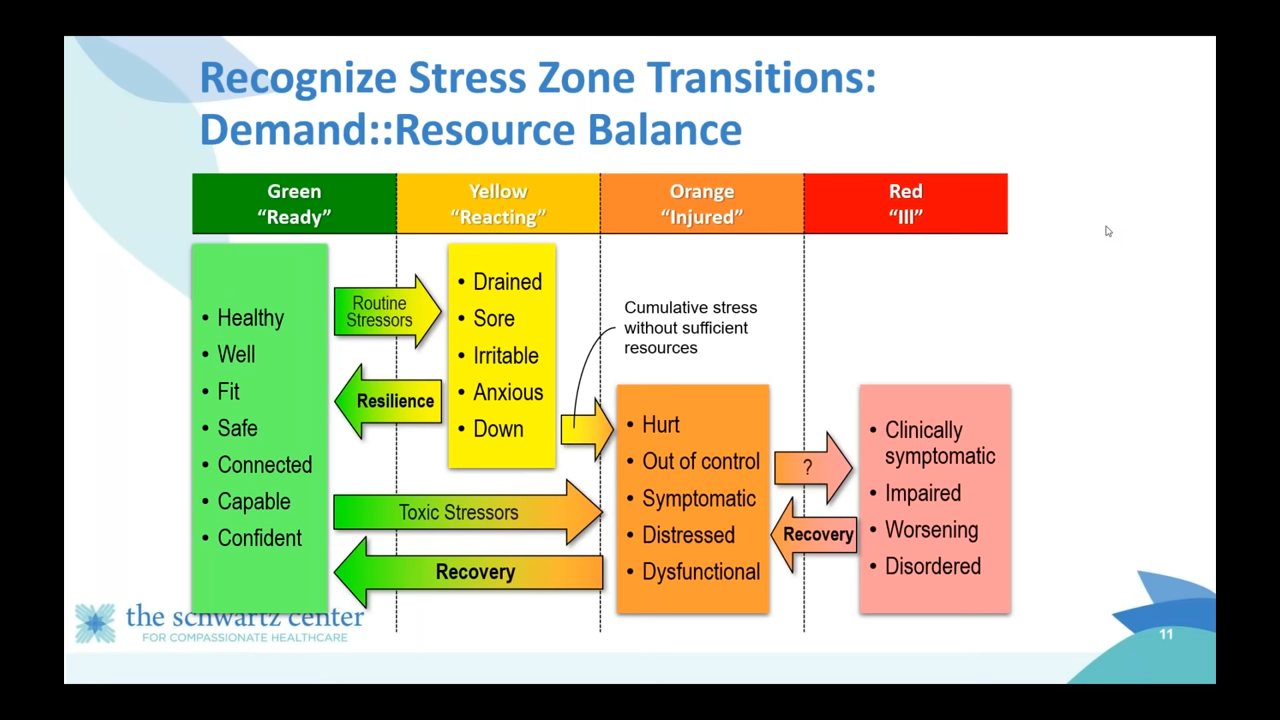 Recognize Stress Zone Transitions:
Demand::Resource Balance
Green
“Ready”
Yellow
“Reacting”
Orange
“Injured”
Red
“Ill”
• Healthy
• Well
• Fit
• Safe
• Connected
• Capable
• Confident
Routine
Stressors
Resilience
• Drained
• Sore
• Irritable
• Anxious
• Down
Cumulative stress
without sufficient
resources
Toxic Stressors
Recovery
• Hurt
• Out of control
• Symptomatic
• Distressed
• Dysfunctional
?
Recovery
• Clinically
symptomatic
• Impaired
• Worsening
• Disordered
the schwartz center
FOR COMPASSIONATE HEALTHCARE
11